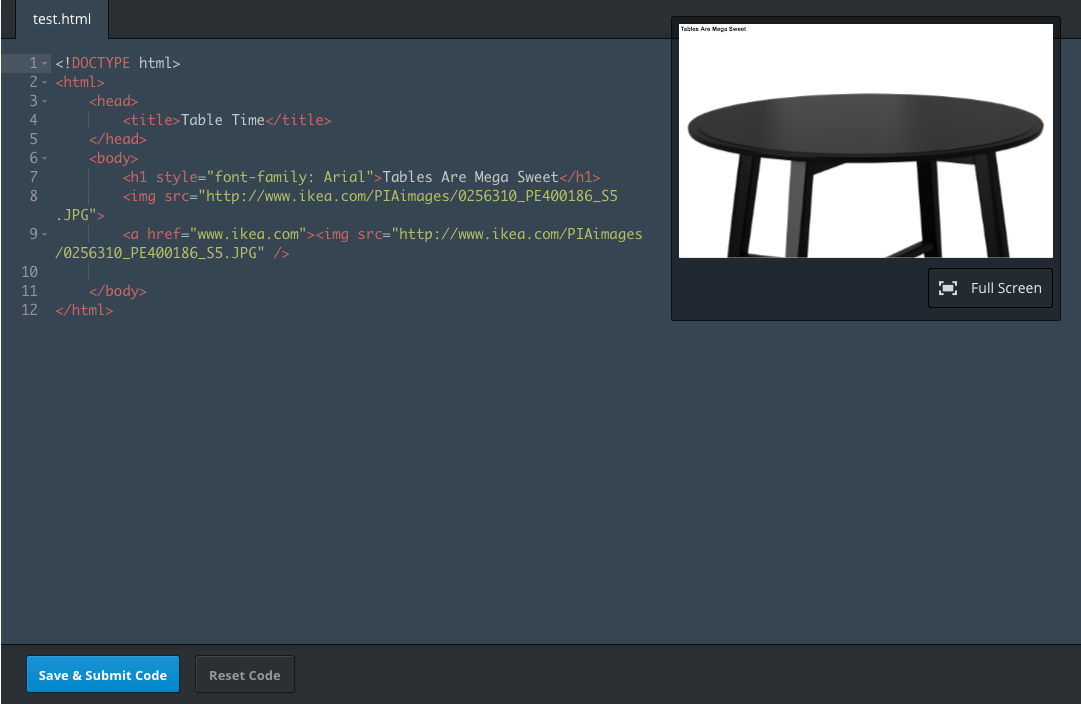 test.html
1 <!DOCTYPE html>
2 <html>
3 <head>
4 <title>Table Time</title>
5 </head>
6 <body>
7 <h1 style="font-family: Arial">Tables Are Mega Sweet</h1>
8 <img src="http://www.ikea.com/PIAimages/0256310_PE400186_S5
.JPG">
9 <a href="www.ikea.com"><img src="http://www.ikea.com/PIAimages
/0256310_PE400186_S5.JPG" />
10
11 </body>
12 </html>
Tables Are Mega Sweet
Full Screen
Save & Submit Code
Reset Code